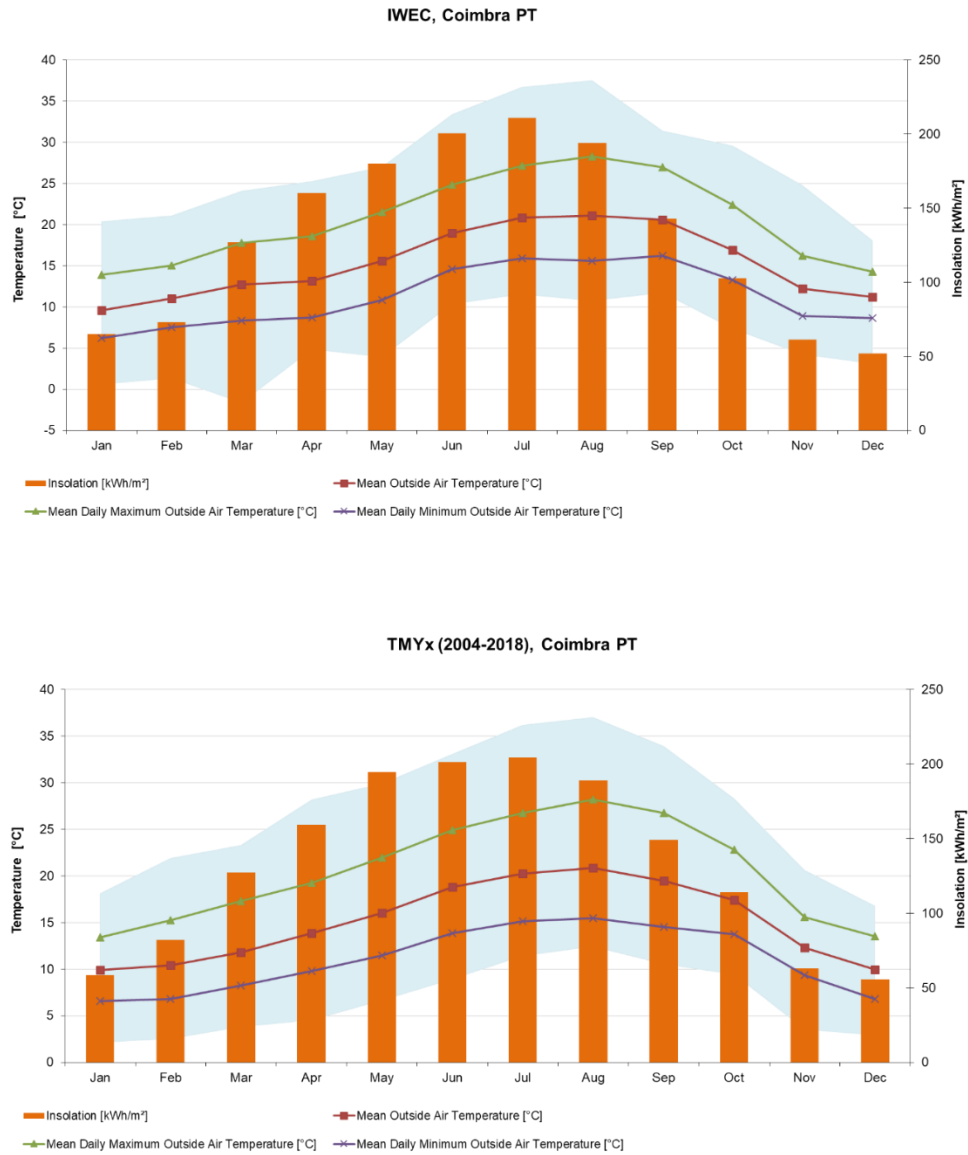 IWEC, Coimbra PT
40
35
30
25
20
15
10
5
0
-5
Temperature [°C]
250
200
150
100
50
0
Insolation [kWh/m²]
Jan Feb Mar Apr May Jun Jul Aug Sep Oct Nov Dec
Insolation [kWh/m²] Mean Outside Air Temperature [°C]
Mean Daily Maximum Outside Air Temperature [°C] Mean Daily Minimum Outside Air Temperature [°C]
TMYx (2004-2018), Coimbra PT
40
35
30
25
20
15
10
5
0
Temperature [°C]
250
200
150
100
50
0
Insolation [kWh/m²]
Jan Feb Mar Apr May Jun Jul Aug Sep Oct Nov Dec
Insolation [kWh/m²] Mean Outside Air Temperature [°C]
Mean Daily Maximum Outside Air Temperature [°C] Mean Daily Minimum Outside Air Temperature [°C]